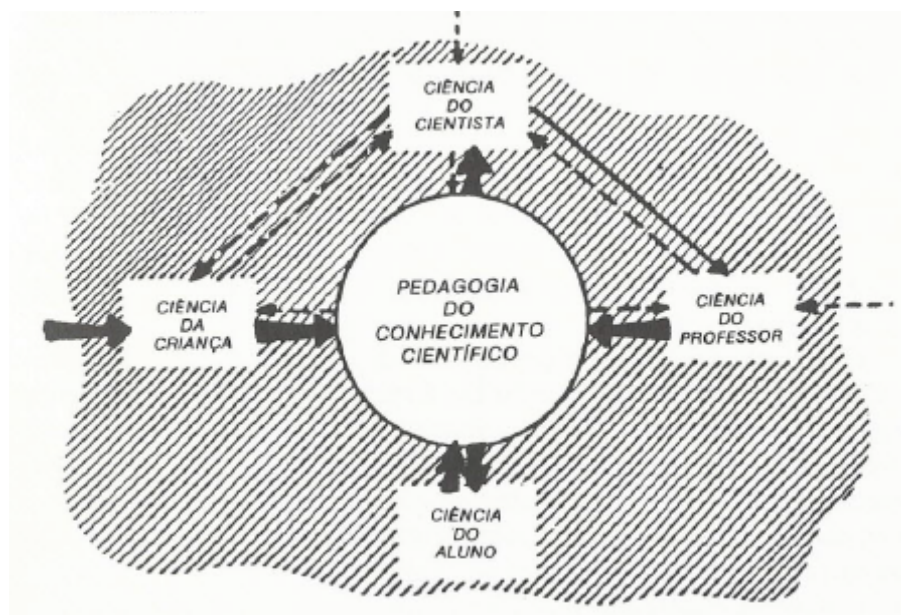 CIÊNCIA
DO
CIENTISTA
PEDAGOGIA
DO
CONHECIMENTO
CIENTÍFICO
CIÊNCIA
DA
CRIANÇA
CIÊNCIA
DO
PROFESSOR
CIÊNCIA
DO
ALUNO